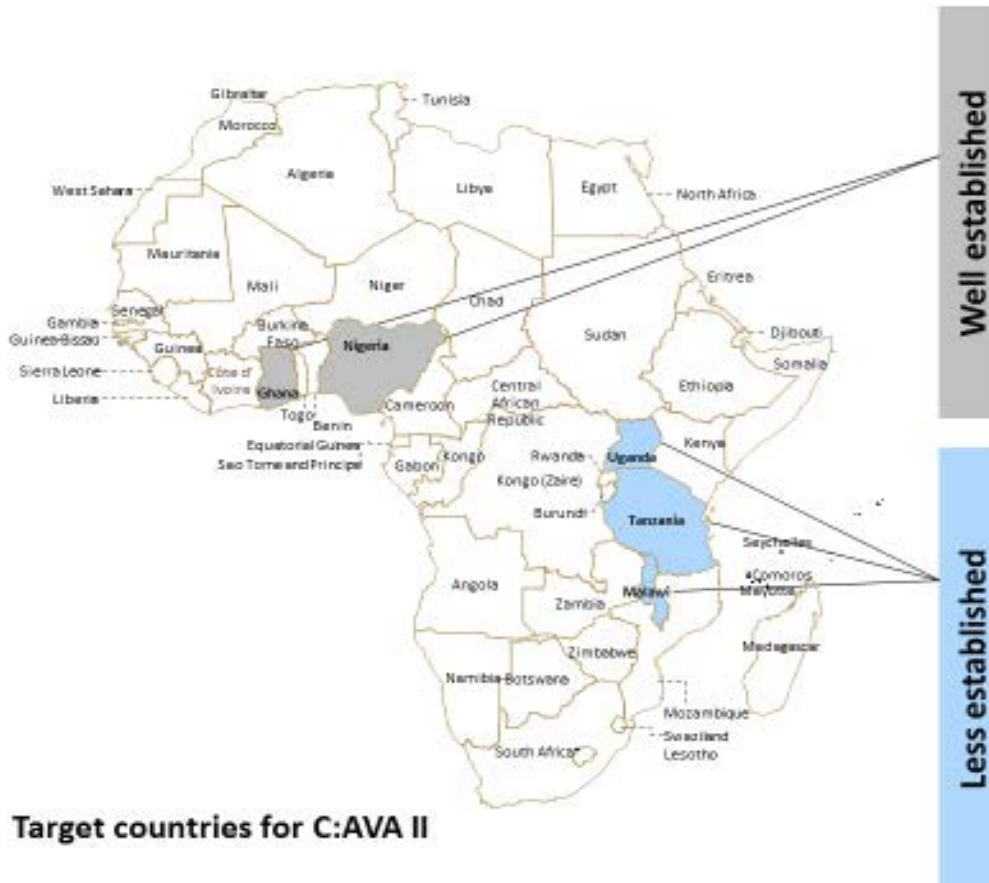 Gibraltar
Tunisia
Morocco
Algeria
Libye
Egypt
West Sahara
North Africa
Mauritania
Mali
Niger
Chad
Eritrea
Senegal
Gambia
Burkina
Faso
Nigeria
Sudan
Djibouti
Guinea-Bissau
Guinea
Somalia
Sierra Leone
Côte d'
Ivoire
Ghana
Ethiopia
Liberia
Togo
Benin
Cameroon
Central
African
Republic
Equatorial Guinea
Sao Tome and Principal
Gabon
Kongo
Rwanda
Uganda
Kenya
Kongo (Zaire)
Burundi
Tanzania
Seychelles
Comoros
Mayotte
Angola
Zambia
Malawi
Zimbabwe
Madagascar
Namibia
Botswana
Mozambique
Swaziland
Lesotho
South Africa
Target countries for C:AVA II
Well established
Less established